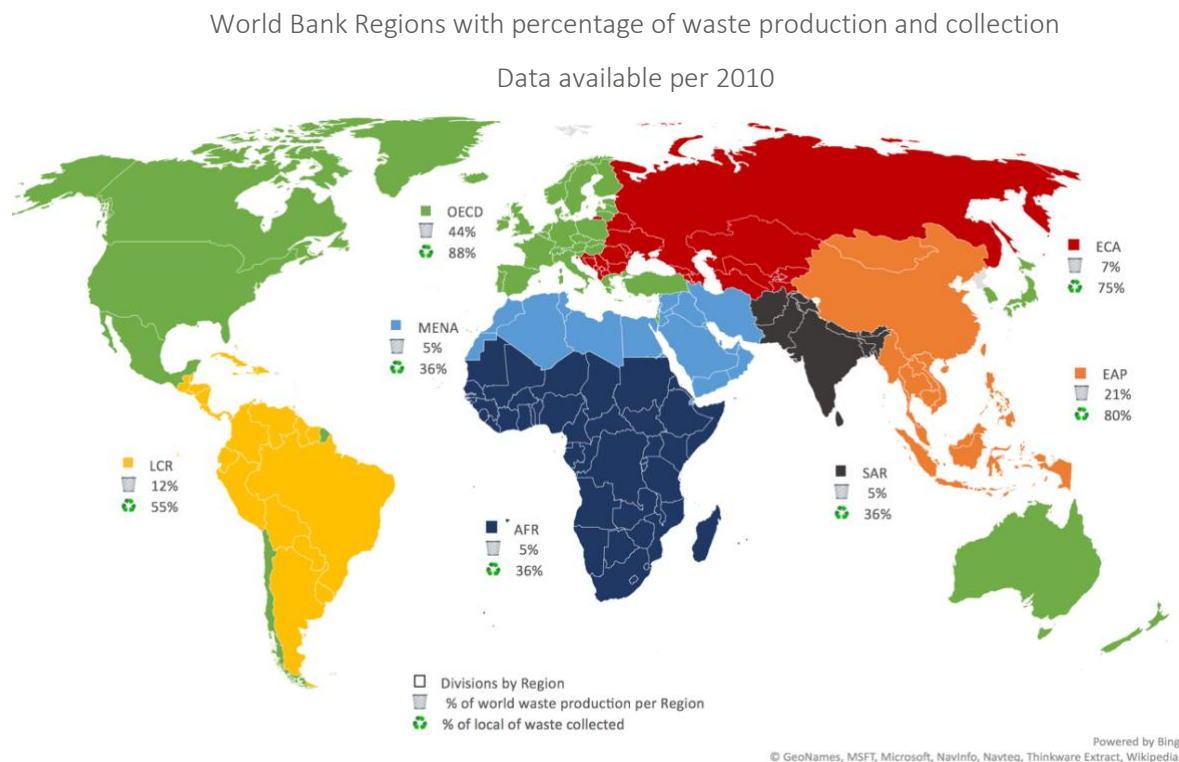 World Bank Regions with percentage of waste production and collection
Data available per 2010
OECD
44%
88%
ECA
7%
75%
MENA
5%
36%
EAP
21%
80%
LCR
12%
55%
SAR
5%
36%
AFR
5%
36%
Divisions by Region
% of world waste production per Region
% of local of waste collected
Powered by Bing
© GeoNames, MSFT, Microsoft, NavInfo, Navteq, Thinkware Extract, Wikipedia